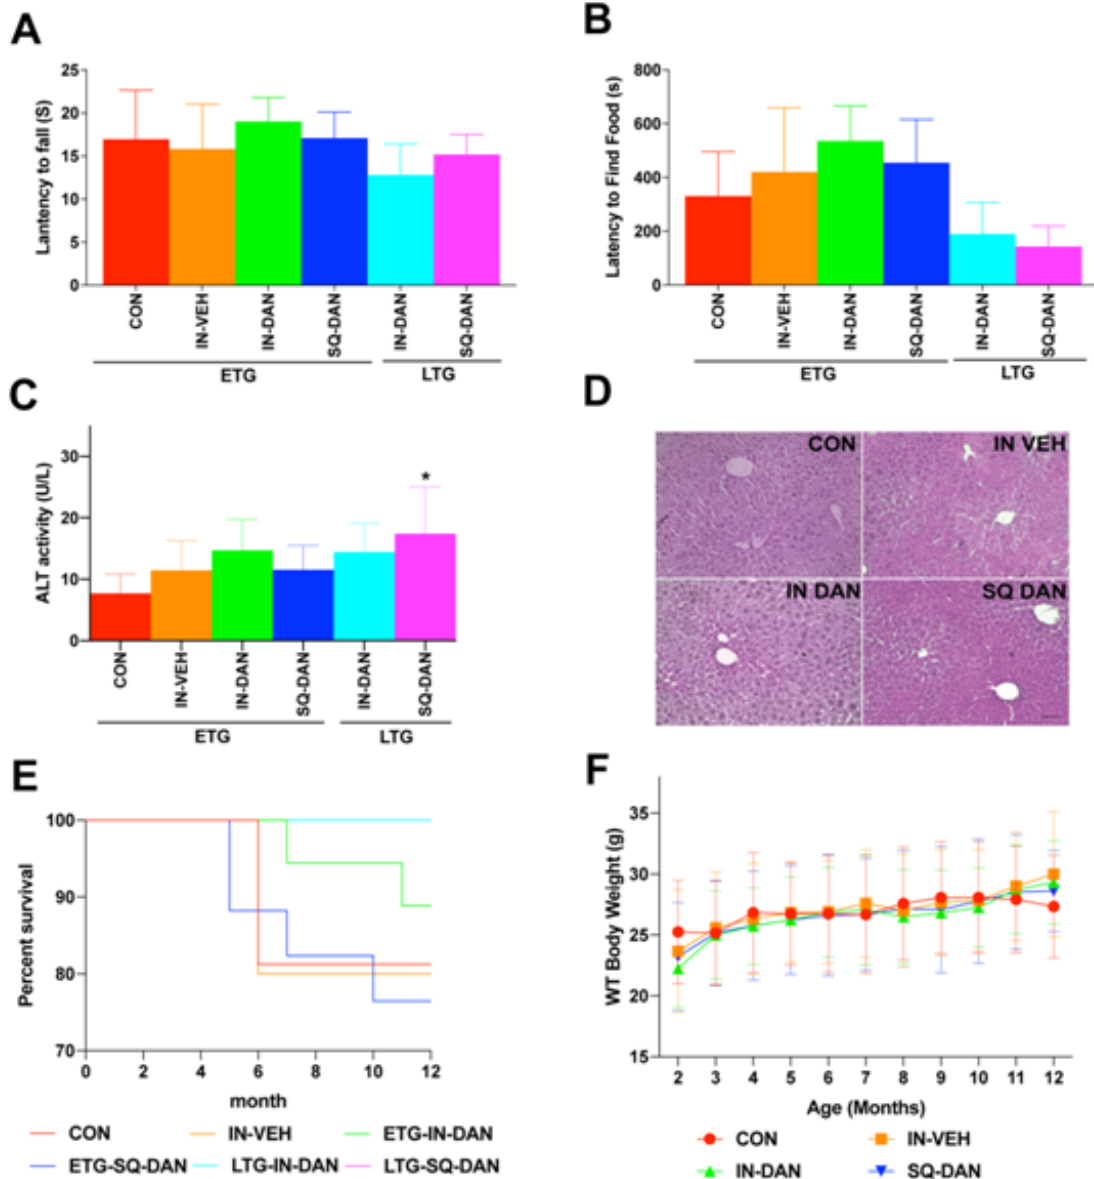 A
Lantency to fall (S)
25
20
15
10
5
0
CON
IN-VEH
IN-DAN
SQ-DAN
IN-DAN
SQ-DAN
ETG
LTG
B
Latency to Find Food (s)
800
600
400
200
0
CON
IN-VEH
IN-DAN
SQ-DAN
IN-DAN
SQ-DAN
ETG
LTG
C
ALT activity (U/L)
30
20
10
0
*
CON
IN-VEH
IN-DAN
SQ-DAN
IN-DAN
SQ-DAN
ETG
LTG
D
CON
IN VEH
IN DAN
SQ DAN
E
Percent survival
100
90
80
70
0 2 4 6 8 10 12
month
CON IN-VEH ETG-IN-DAN
ETG-SQ-DAN LTG-IN-DAN LTG-SQ-DAN
F
WT Body Weight (g)
35
30
25
20
15
2 3 4 5 6 7 8 9 10 11 12
Age (Months)
CON IN-VEH
IN-DAN SQ-DAN